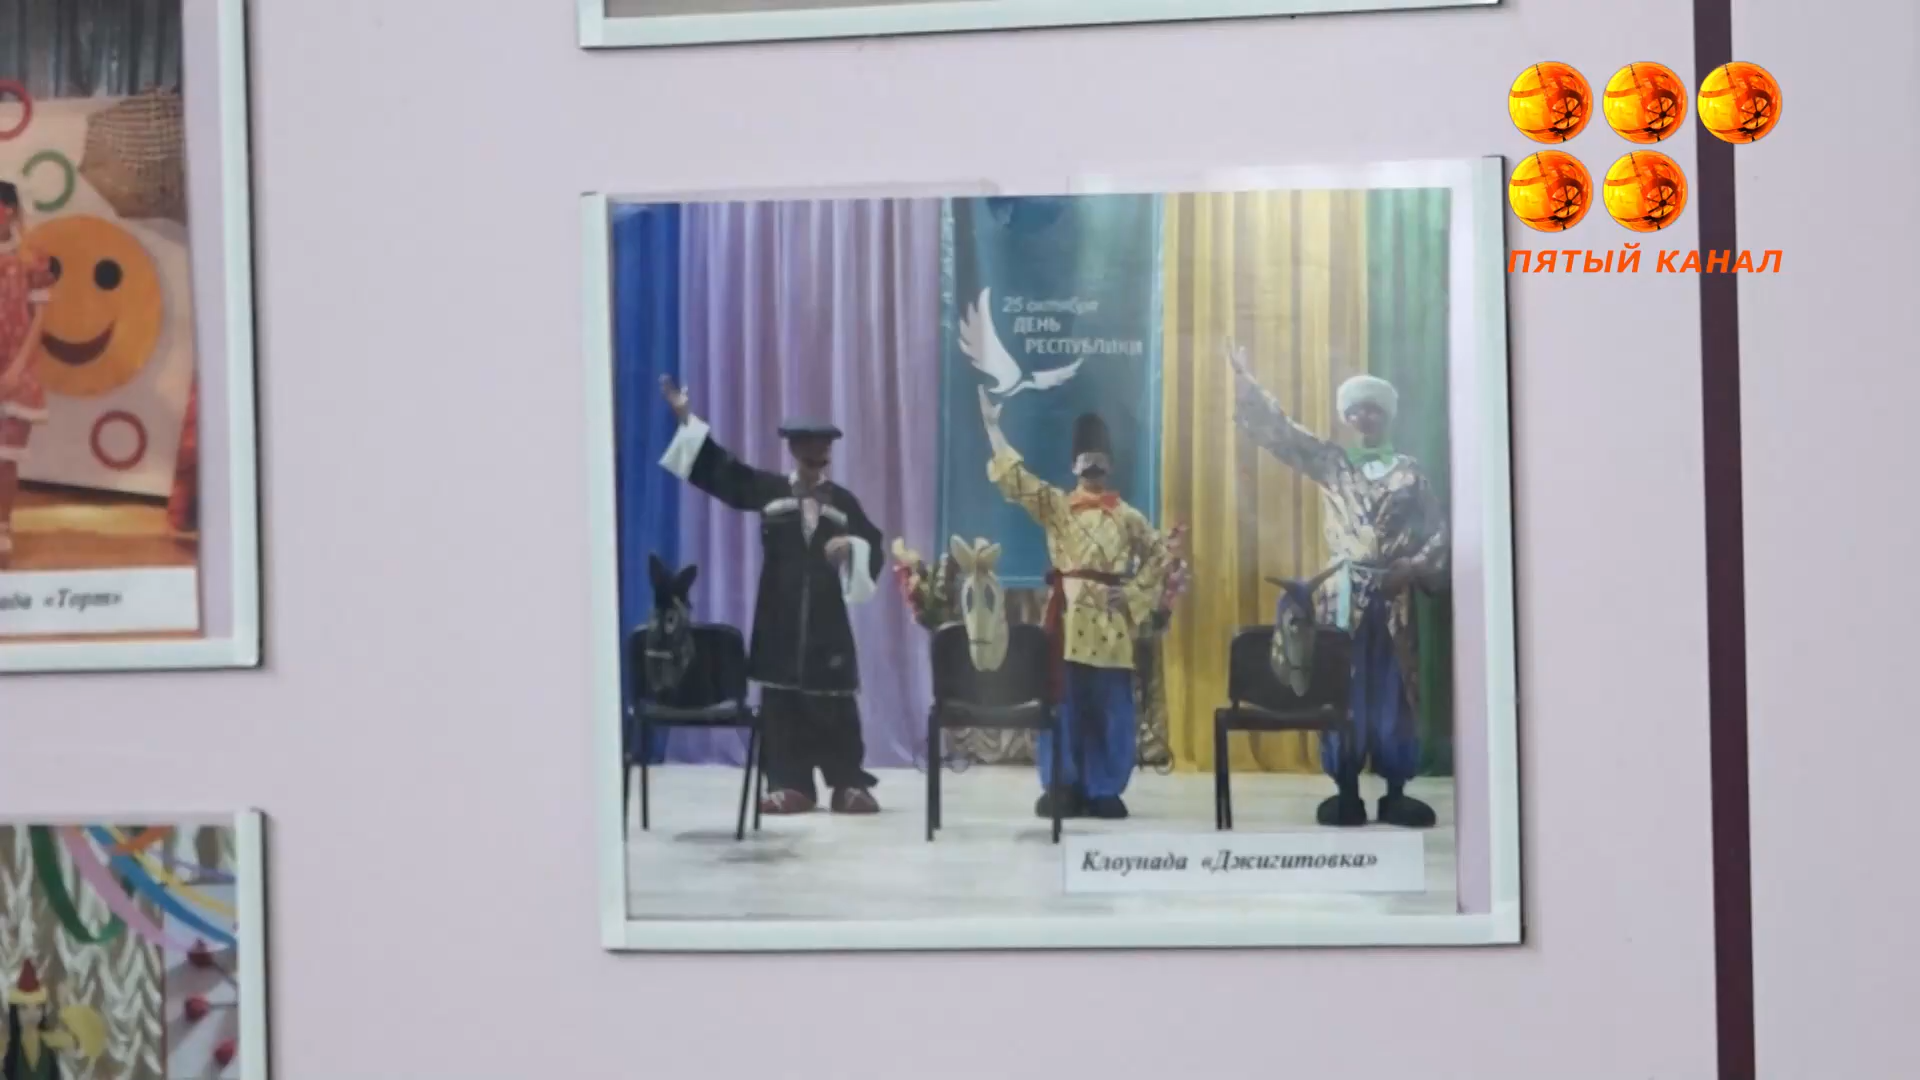 ПЯТЫЙ КАНАЛ
25 октября
ДЕНЬ
РЕСПУБЛИКИ
«Торт»
Клоунада «Джигитовка»